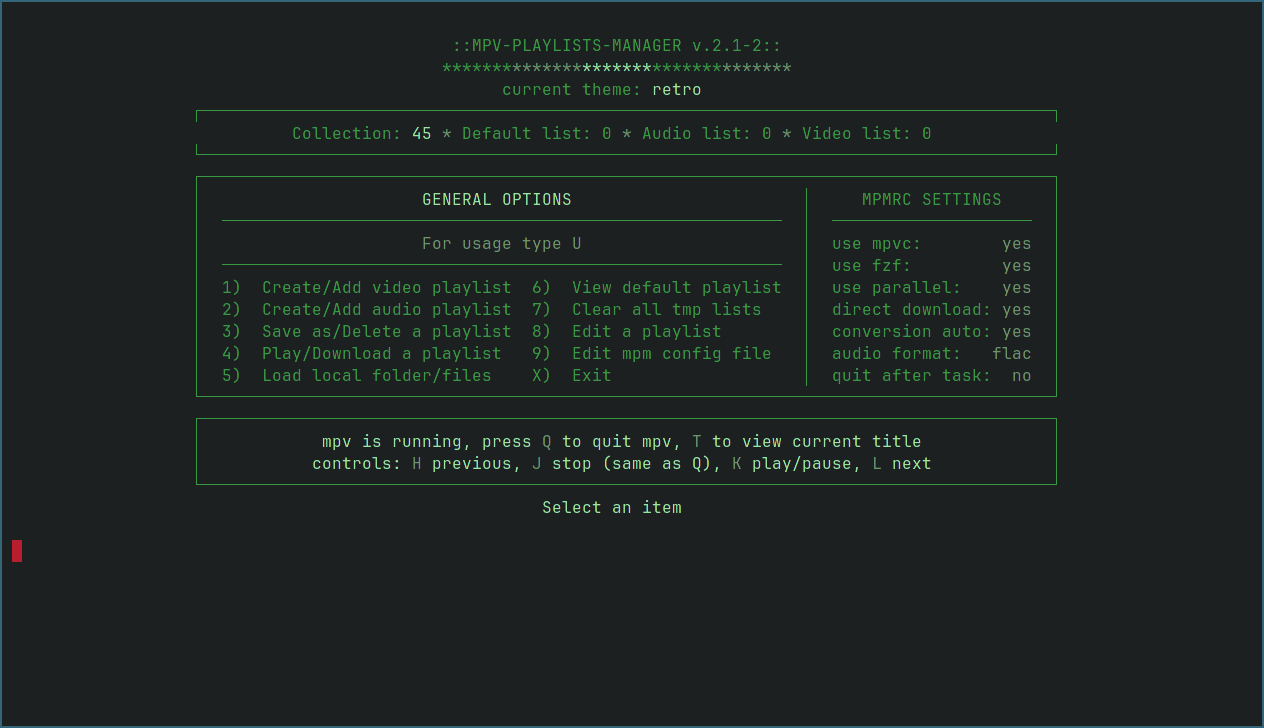 ::MPV-PLAYLISTS-MANAGER v.2.1-2::
***********************************
current theme: retro
Collection: 45 * Default list: 0 * Audio list: 0 * Video list: 0
GENERAL OPTIONS
For usage type U
1) Create/Add video playlist 6) View default playlist
2) Create/Add audio playlist 7) Clear all tmp lists
3) Save as/Delete a playlist 8) Edit a playlist
4) Play/Download a playlist 9) Edit mpm config file
5) Load local folder/files X) Exit
MPMRC SETTINGS
use mpvc: yes
use fzf: yes
use parallel: yes
direct download: yes
conversion auto: yes
audio format: flac
quit after task: no
mpv is running, press Q to quit mpv, T to view current title
controls: H previous, J stop (same as Q), K play/pause, L next
Select an item